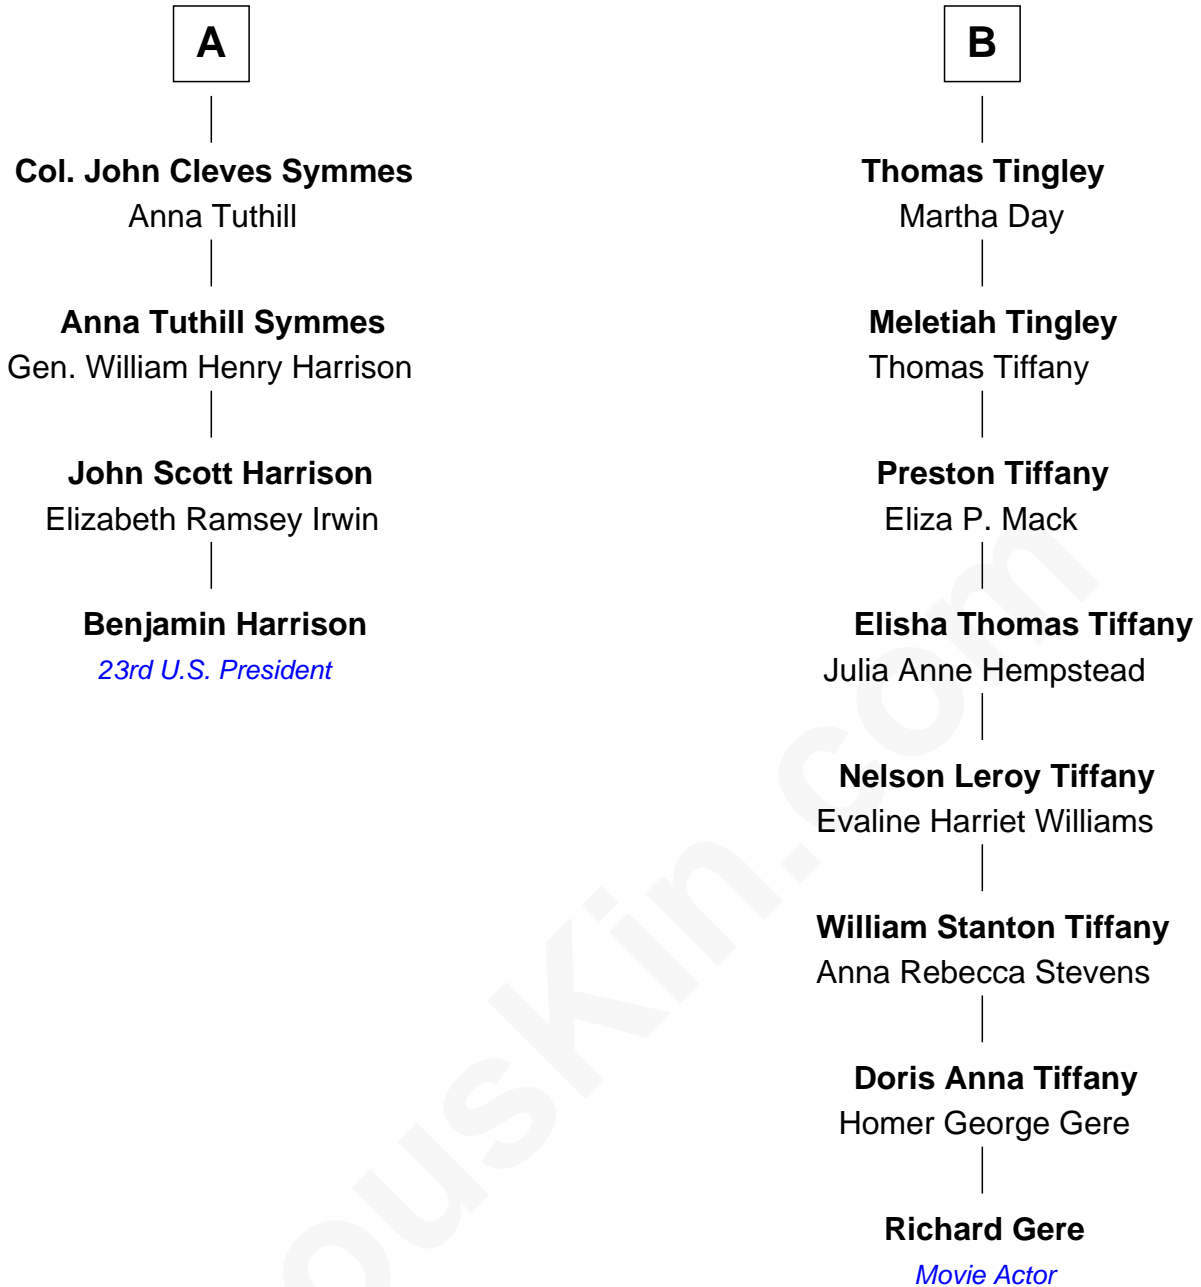 A
Col. John Cleves Symmes
Anna Tuthill
Anna Tuthill Symmes
Gen. William Henry Harrison
John Scott Harrison
Elizabeth Ramsey Irwin
Benjamin Harrison
23rd U.S. President
B
Thomas Tingley
Martha Day
Meletiah Tingley
Thomas Tiffany
Preston Tiffany
Eliza P. Mack
Elisha Thomas Tiffany
Julia Anne Hempstead
Nelson Leroy Tiffany
Evaline Harriet Williams
William Stanton Tiffany
Anna Rebecca Stevens
Doris Anna Tiffany
Homer George Gere
Richard Gere
Movie Actor
ousKin.com